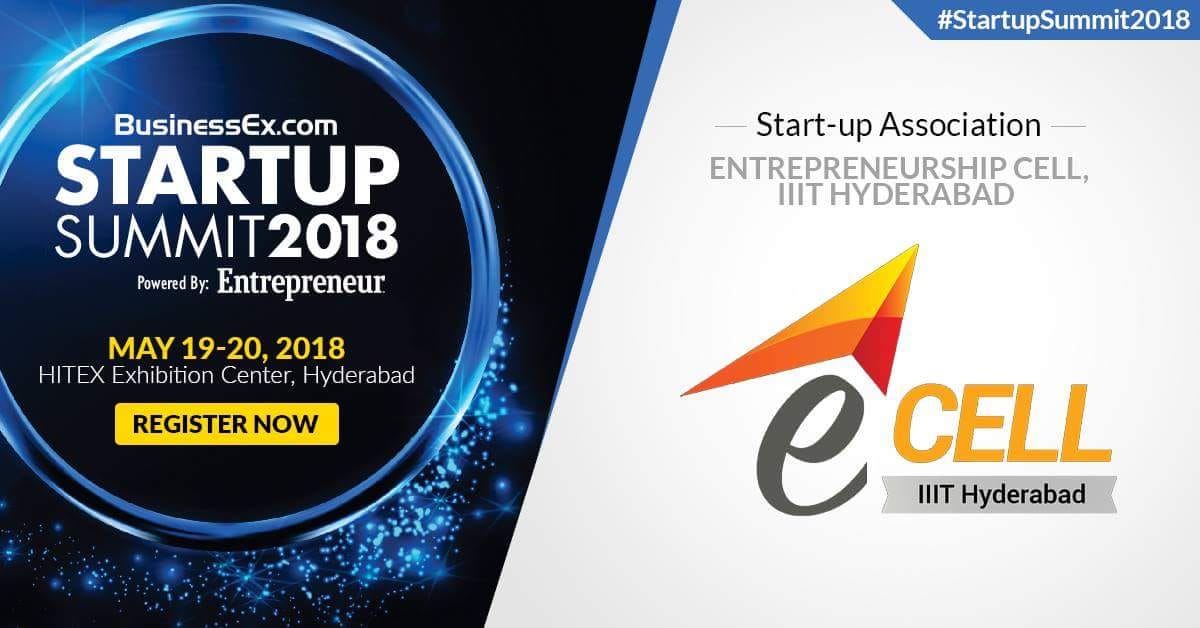 BusinessEx.com
STARTUP
SUMMIT2018
Powered By: Entrepreneur
MAY 19-20, 2018
HITEX Exhibition Center, Hyderabad
REGISTER NOW
#StartupSummit2018
Start-up Association
ENTREPRENEURSHIP CELL,
IIIT HYDERABAD
e CELL
IIIT Hyderabad